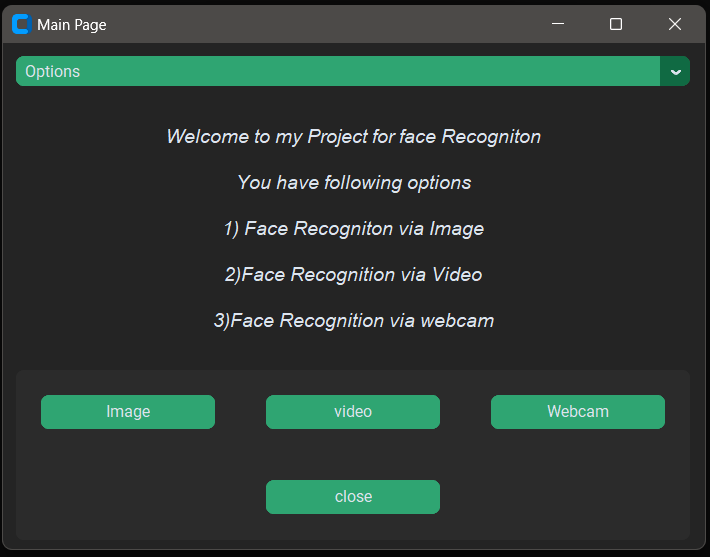 Main Page
Options
Welcome to my Project for face Recogniton
You have following options
1) Face Recogniton via Image
2)Face Recognition via Video
3)Face Recognition via webcam
Image video Webcam
close